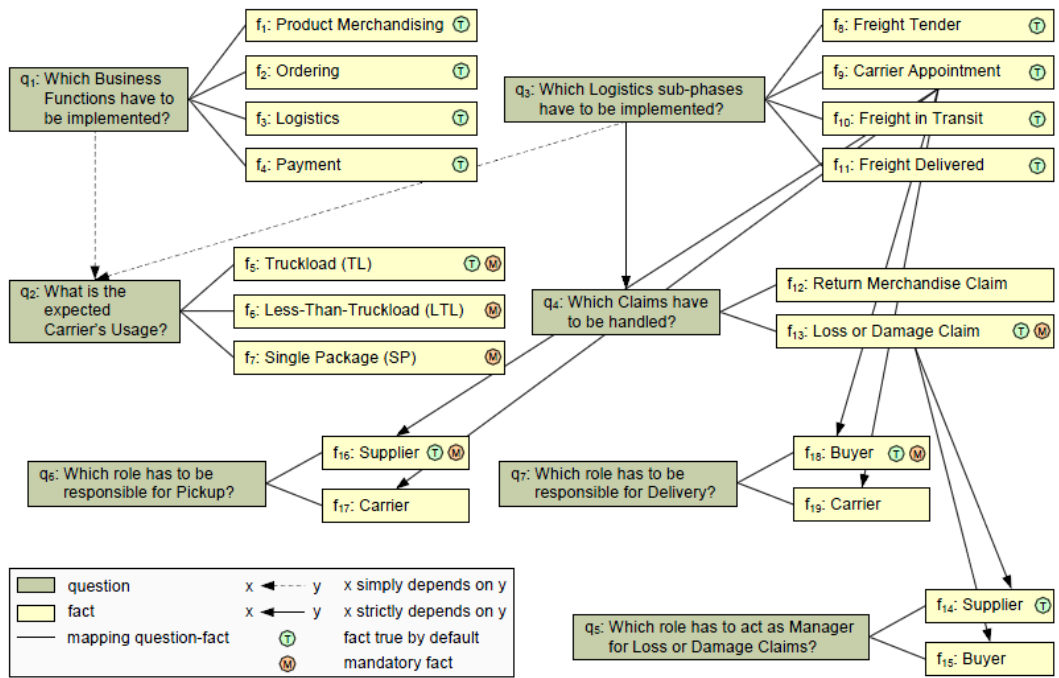 q1: Which Business
Functions have to
be implemented?
f1: Product Merchandising T
f2: Ordering T
f3: Logistics T
f4: Payment T
q3: Which Logistics sub-phases
have to be implemented?
f8: Freight Tender T
f9: Carrier Appointment T
f10: Freight in Transit T
f11: Freight Delivered T
q2: What is the
expected
Carrier's Usage?
f5: Truckload (TL) T M
f6: Less-Than-Truckload (LTL) M
f7: Single Package (SP) M
q4: Which Claims have
to be handled?
f12: Return Merchandise Claim
f13: Loss or Damage Claim T M
q6: Which role has to be
responsible for Pickup?
f16: Supplier T M
f17: Carrier
q7: Which role has to be
responsible for Delivery?
f18: Buyer T M
f19: Carrier
question
fact
mapping question-fact
x y x simply depends on y
x y x strictly depends on y
T fact true by default
M mandatory fact
q5: Which role has to act as Manager
for Loss or Damage Claims?
f14: Supplier T
f15: Buyer